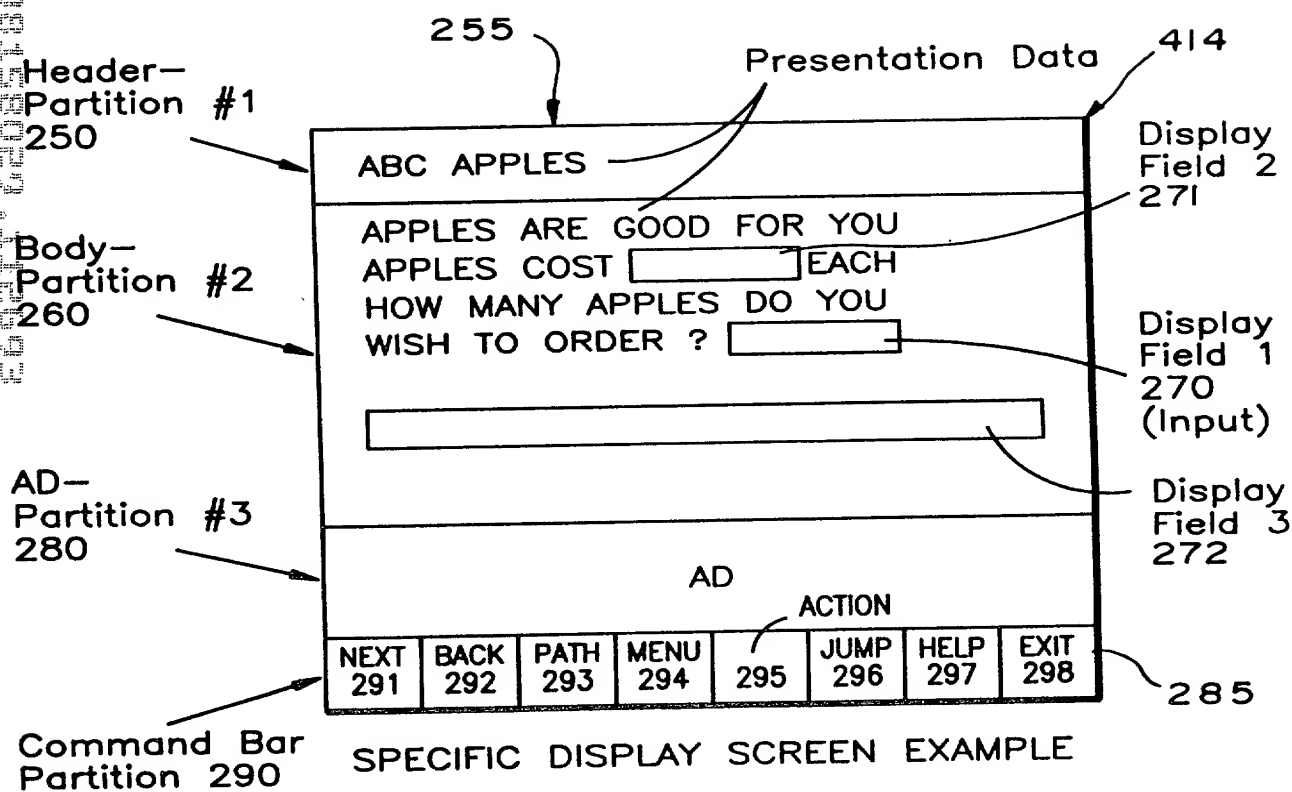 255
414
Presentation Data
Header–
Partition #1
250
ABC APPLES
Display
Field 2
271
Body–
Partition #2
260
APPLES ARE GOOD FOR YOU
APPLES COST EACH
HOW MANY APPLES DO YOU
WISH TO ORDER ?
Display
Field 1
270
(Input)
AD–
Partition #3
280
Display
Field 3
272
AD
ACTION
NEXT BACK PATH MENU JUMP HELP EXIT
291 292 293 294 295 296 297 298
285
Command Bar
Partition 290
SPECIFIC DISPLAY SCREEN EXAMPLE